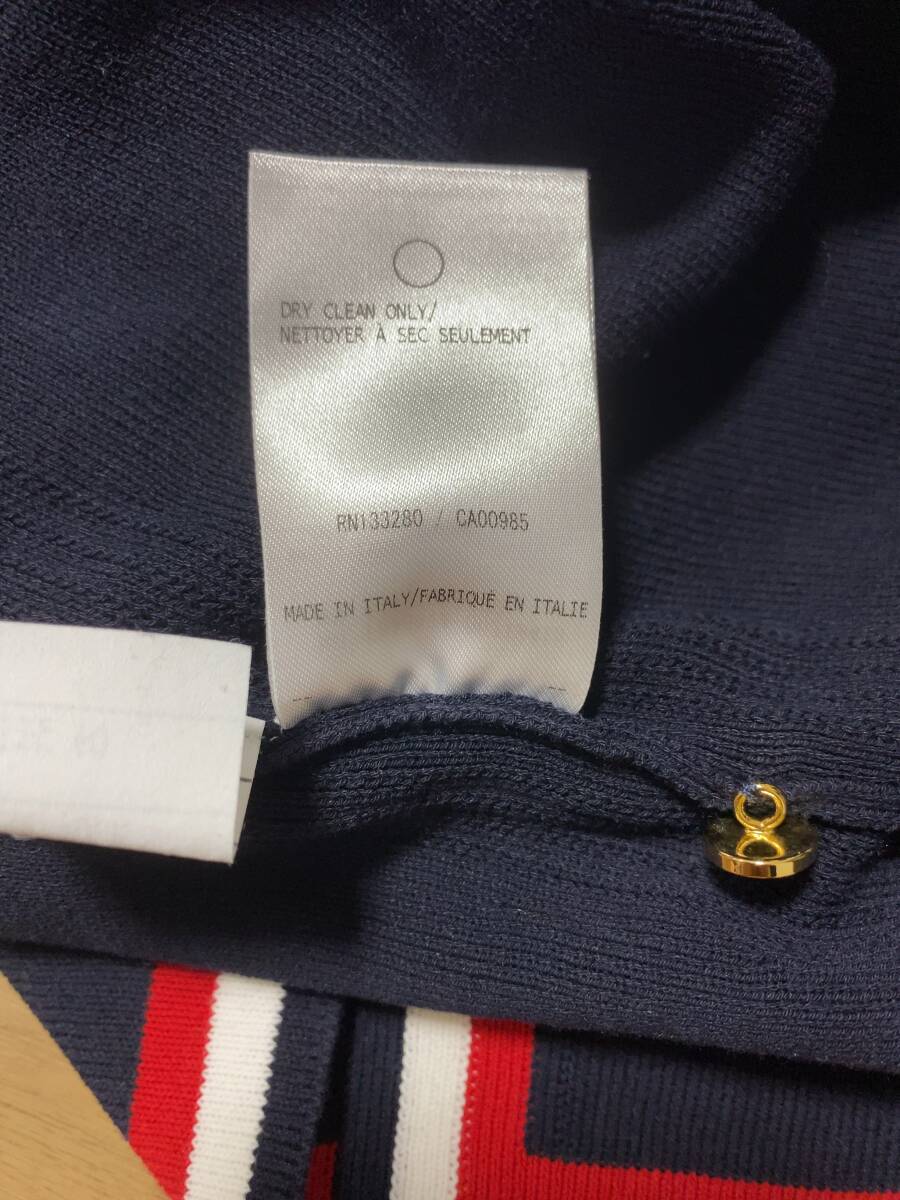 DRY CLEAN ONLY/
NETTOYER À SEC SEULEMENT
RN133280 / CA00985
MADE IN ITALY/FABRIQUÉ EN ITALIE